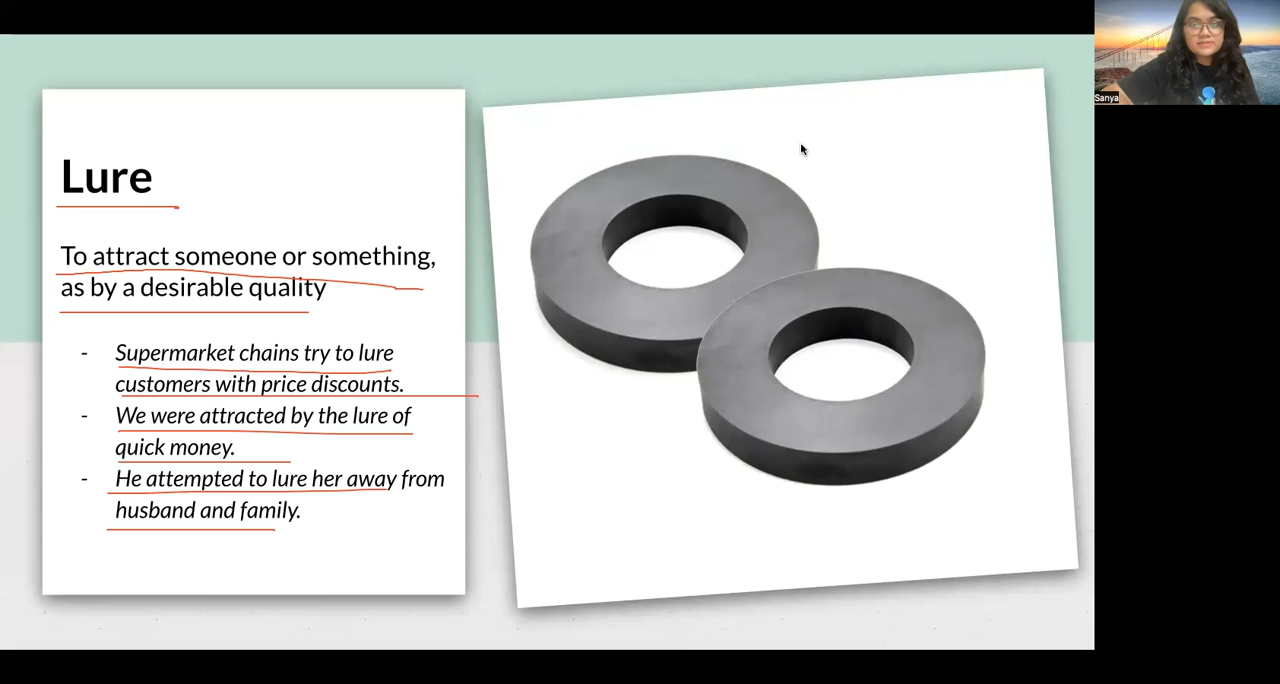 Lure
To attract someone or something,
as by a desirable quality
- Supermarket chains try to lure
customers with price discounts.
- We were attracted by the lure of
quick money.
- He attempted to lure her away from
husband and family.
Sanya